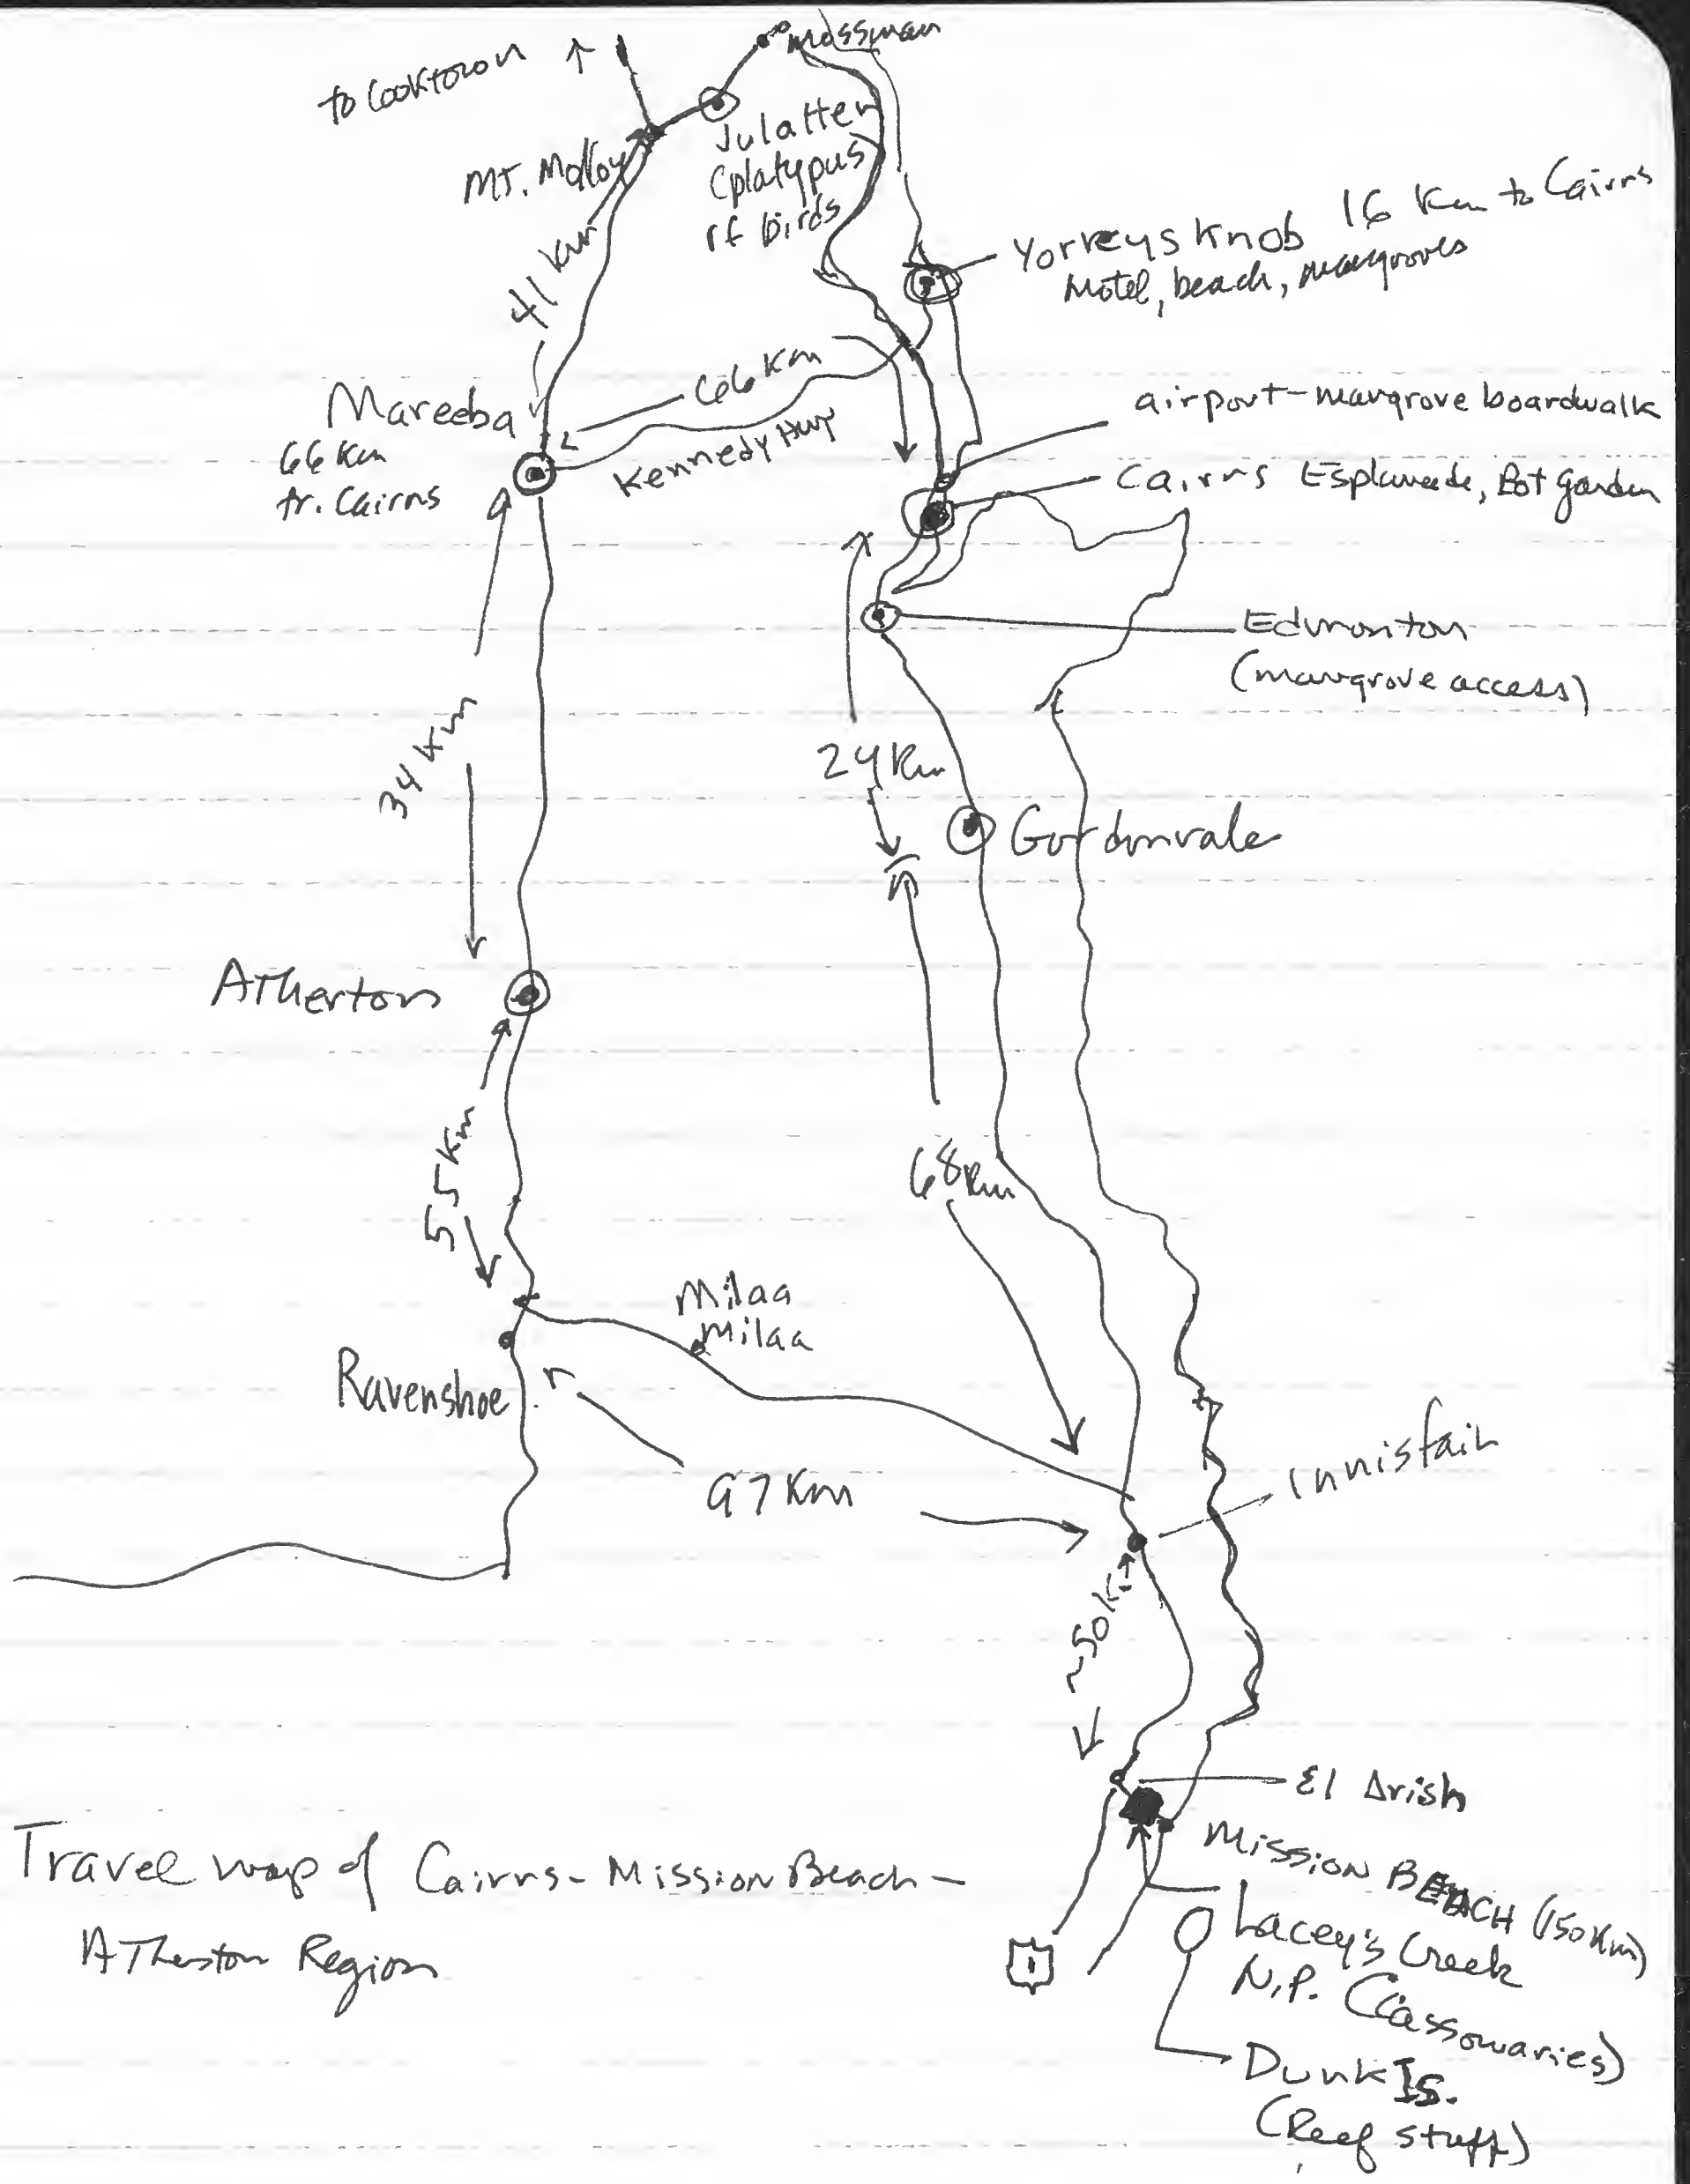 to Cooktown
Mossman
Mt. Molloy
Julatten
(platypus
rf birds
41 km
Yorkeys Knob 16 Km to Cairns
Motel, beach, mangroves
Mareeba
66 Km
fr. Cairns
66 Km
Kennedy Hwy
airport-mangrove boardwalk
Cairns Esplanade, Bot garden
Edmonton
(mangrove access)
34 Km
24 Km
Gordonvale
Atherton
55 Km
68 Km
Milaa
Milaa
Ravenshoe
97 Km
Innisfail
~50 K
El Arish
Mission BEACH (150 Km)
Lacey's Creek
N.P. (Cassowaries)
1
Dunk Is.
(Reef stuff)
Travel map of Cairns-Mission Beach-
Atherton Region